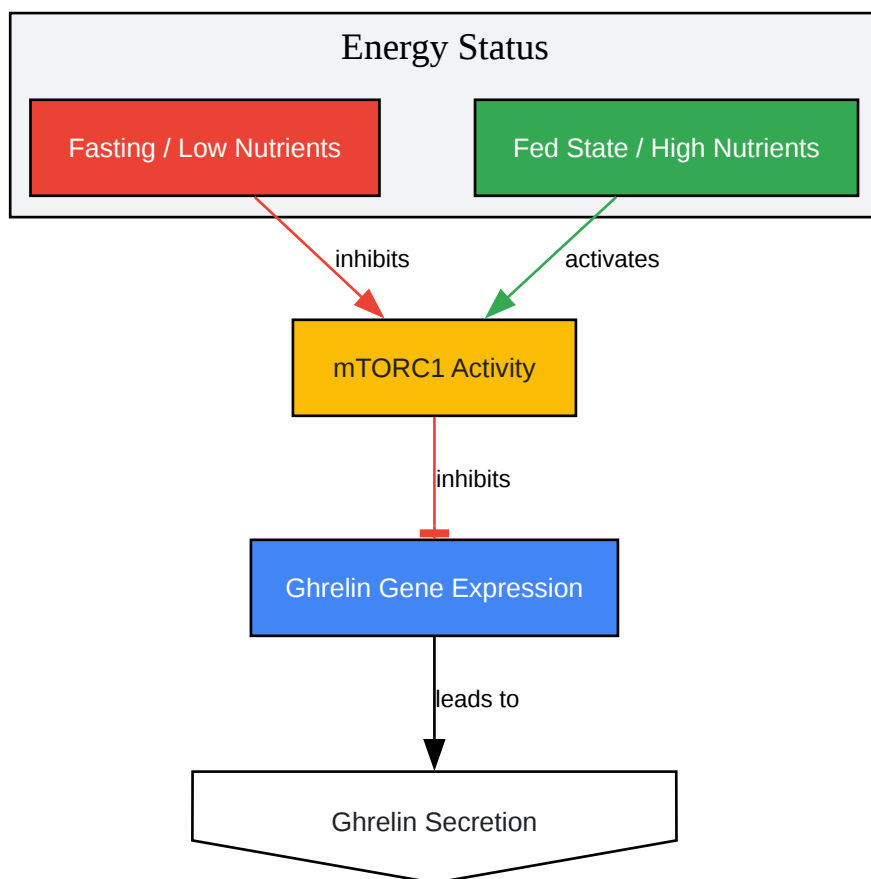 Energy Status
Fasting / Low Nutrients
Fed State / High Nutrients
inhibits
activates
mTORC1 Activity
inhibits
Ghrelin Gene Expression
leads to
Ghrelin Secretion